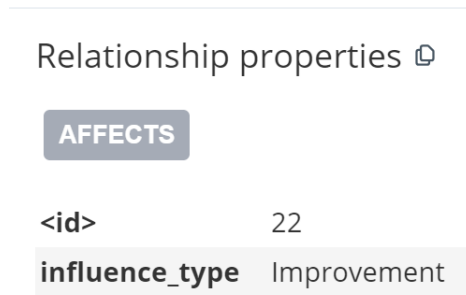 Relationship properties
AFFECTS
<id> 22
influence_type Improvement